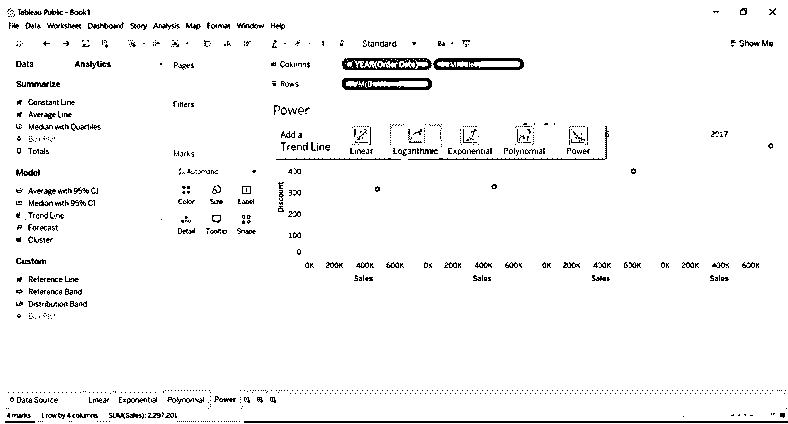 Tableau Public - Book1
File Data Worksheet Dashboard Story Analysis Map Format Window Help
Standard
Show Me
Data Analytics
Pages
Columns YEAR(Order Date)
Rows
Summarize
Constant Line
Average Line
Median with Quartiles
Box Plot
Totals
Filters
Power
Add a
Trend Line
Linear Logarithmic Exponential Polynomial Power
2017
Marks
Automatic
Color Size Label
Detail Tooltip Shape
Model
Average with 95% CI
Median with 95% CI
Trend Line
Forecast
Cluster
Discount
400
300
200
100
0
0K 200K 400K 600K 0K 200K 400K 600K 0K 200K 400K 600K 0K 200K 400K 600K
Sales Sales Sales Sales
Custom
Reference Line
Reference Band
Distribution Band
Box Plot
Data Source Linear Exponential Polynomial Power
4 marks 1 row by 4 columns SUM(Sales): 2,297,201